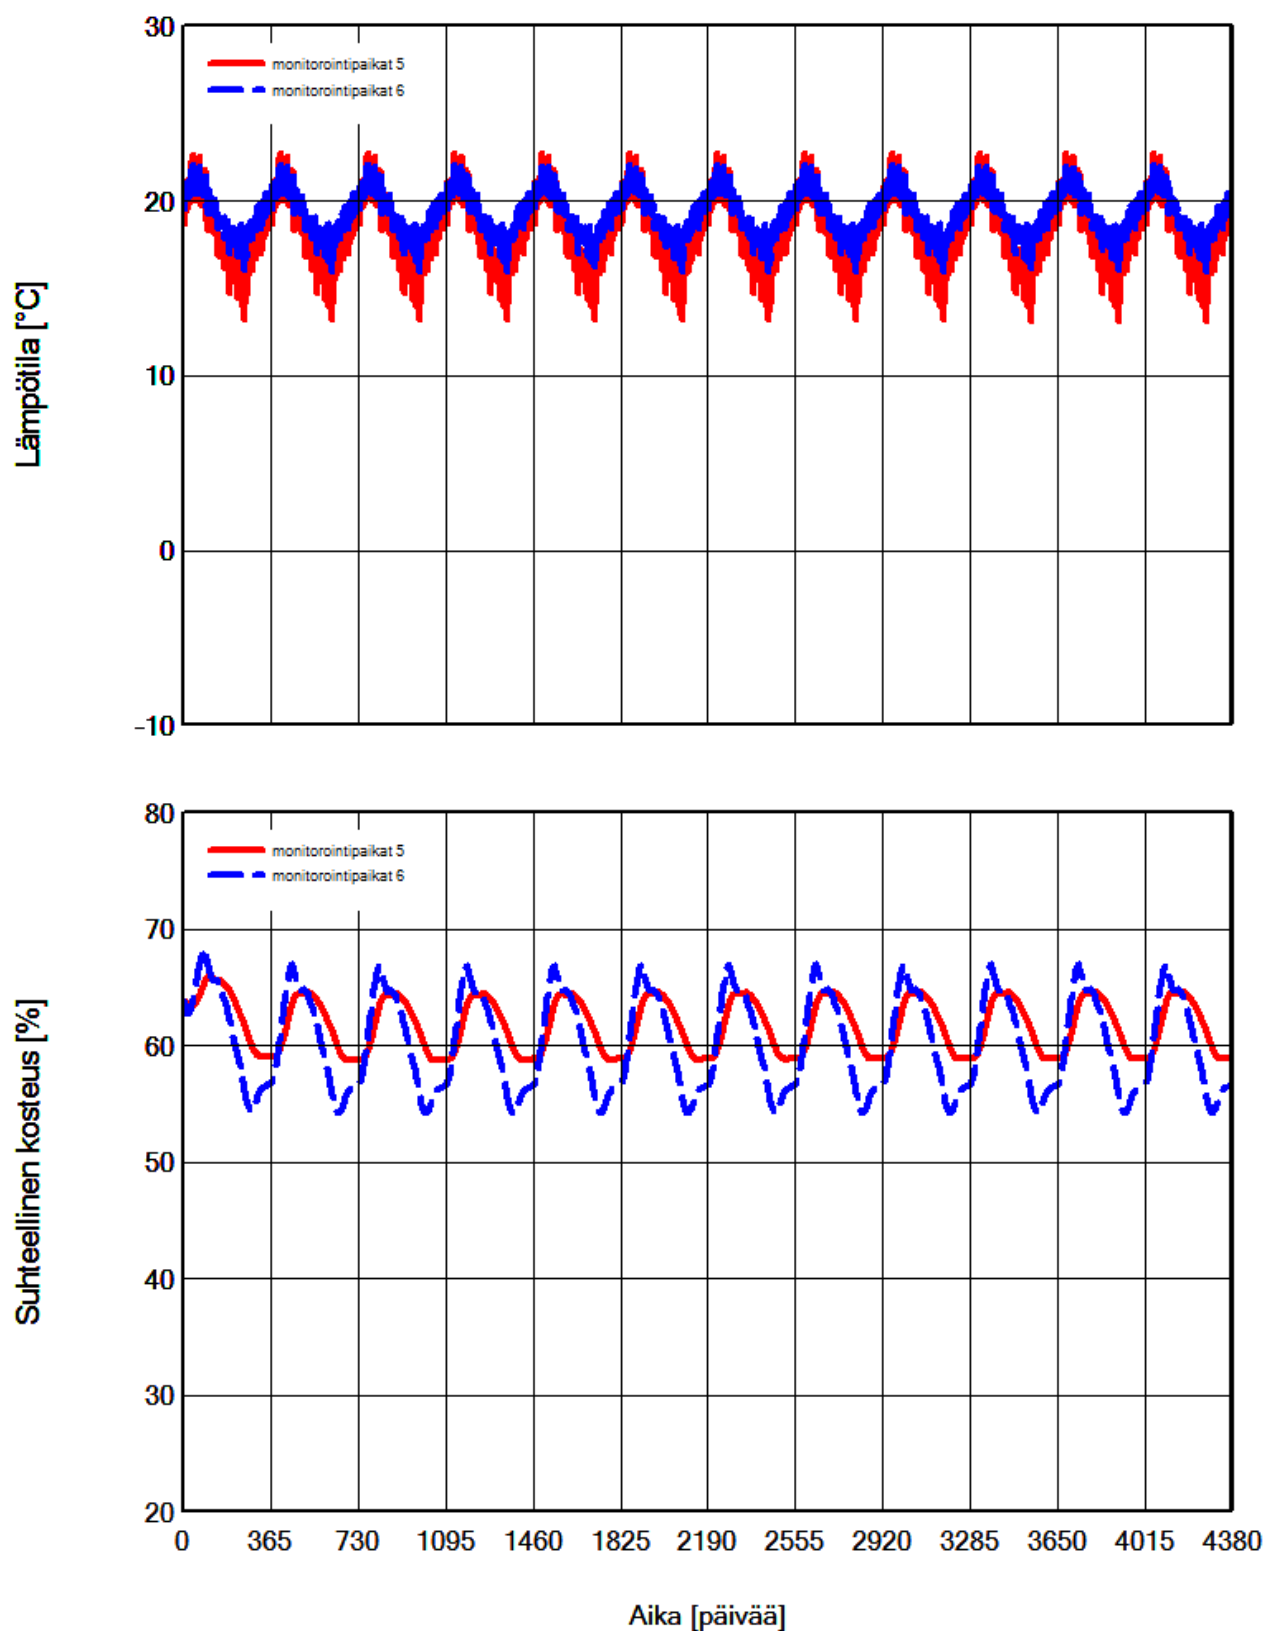 30
monitorointipaikat 5
monitorointipaikat 6
20
Lämpötila [°C]
10
0
-10
80
monitorointipaikat 5
monitorointipaikat 6
70
60
Suhteellinen kosteus [%]
50
40
30
20
0 365 730 1095 1460 1825 2190 2555 2920 3285 3650 4015 4380
Aika [päivää]